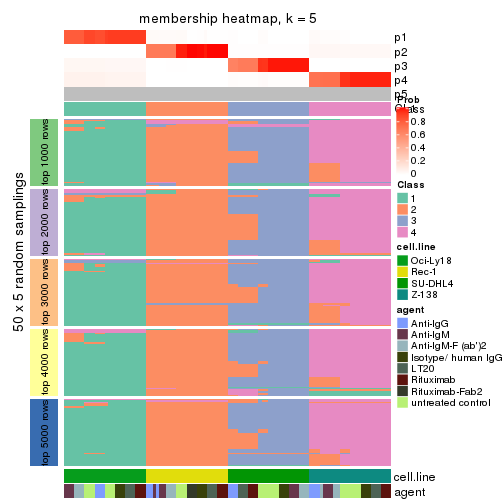 membership heatmap, k = 5
p1
p2
p3
p4
p5
Class
50 x 5 random samplings
top 1000 rows
top 2000 rows
top 3000 rows
top 4000 rows
top 5000 rows
cell.line
agent
Prob
1
0.8
0.6
0.4
0.2
0
Class
1
2
3
4
cell.line
Oci-Ly18
Rec-1
SU-DHL4
Z-138
agent
Anti-IgG
Anti-IgM
Anti-IgM-F (ab')2
Isotype/ human IgG
LT20
Rituximab
Rituximab-Fab2
untreated control